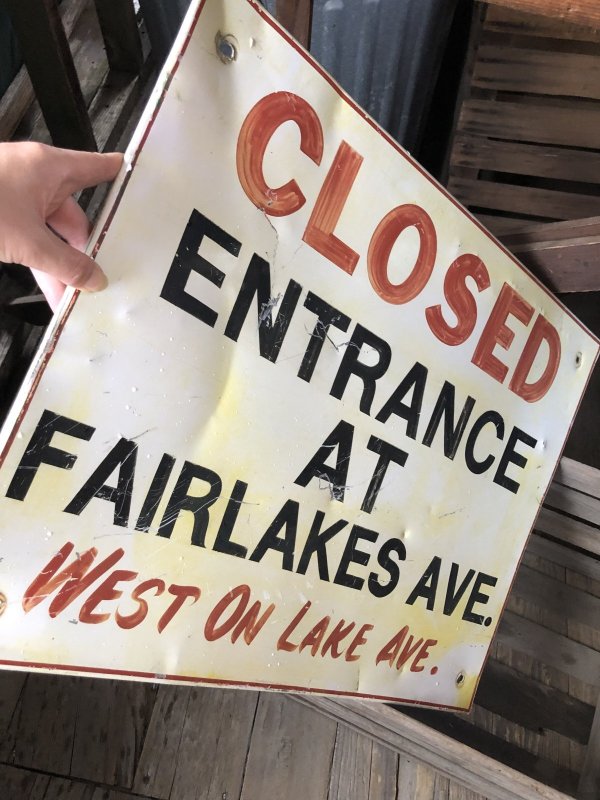 CLOSED
ENTRANCE
AT
FAIRLAKES AVE.
WEST ON LAKE AVE.